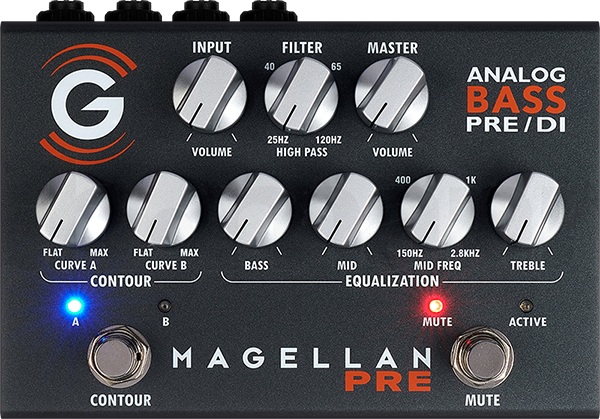 G
INPUT FILTER MASTER
40 65
ANALOG
BASS
PRE/DI
25HZ 120HZ
VOLUME HIGH PASS VOLUME
400 1K
FLAT MAX FLAT MAX 150HZ 2.8KHZ
CURVE A CURVE B BASS MID MID FREQ TREBLE
CONTOUR EQUALIZATION
A B MUTE ACTIVE
MAGELLAN
PRE
CONTOUR MUTE